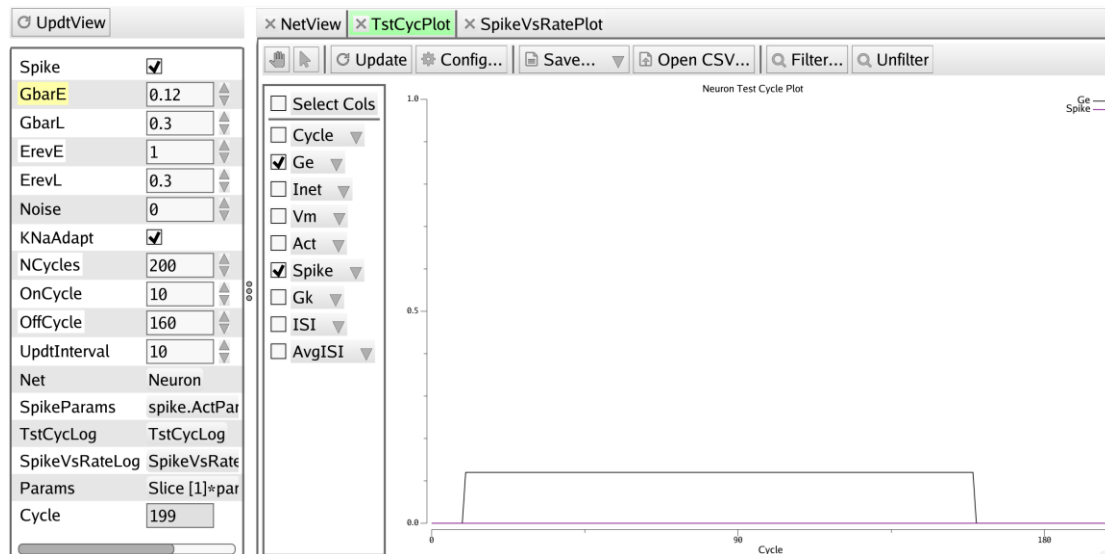 UpdtView
Spike
GbarE 0.12
GbarL 0.3
ErevE 1
ErevL 0.3
Noise 0
KNaAdapt
NCycles 200
OnCycle 10
OffCycle 160
UpdtInterval 10
Net Neuron
SpikeParams spike.ActPar
TstCycLog TstCycLog
SpikeVsRateLog SpikeVsRate
Params Slice [1]*par
Cycle 199
NetView TstCycPlot SpikeVsRatePlot
Update Config... Save... Open CSV... Filter... Unfilter
Select Cols
Cycle
Ge
Inet
Vm
Act
Spike
Gk
ISI
AvgISI
Neuron Test Cycle Plot
Ge
Spike
1.0
0.5
0.0
0 90 180
Cycle